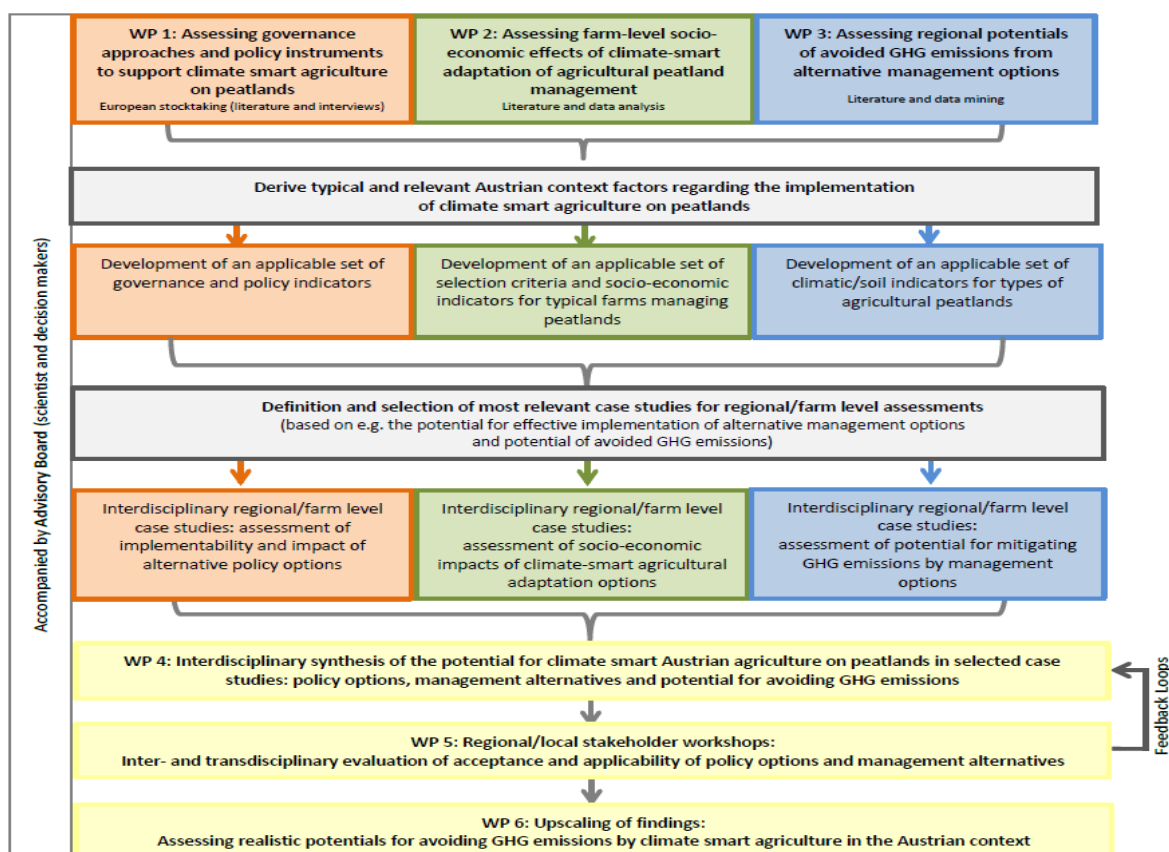 WP 1: Assessing governance
approaches and policy instruments
to support climate smart agriculture
on peatlands
European stocktaking (literature and interviews)
WP 2: Assessing farm-level socio-
economic effects of climate-smart
adaptation of agricultural peatland
management
Literature and data analysis
WP 3: Assessing regional potentials
of avoided GHG emissions from
alternative management options
Literature and data mining
Derive typical and relevant Austrian context factors regarding the implementation
of climate smart agriculture on peatlands
Development of an applicable set of
governance and policy indicators
Development of an applicable set of
selection criteria and socio-economic
indicators for typical farms managing
peatlands
Development of an applicable set of
climatic/soil indicators for types of
agricultural peatlands
Definition and selection of most relevant case studies for regional/farm level assessments
(based on e.g. the potential for effective implementation of alternative management options
and potential of avoided GHG emissions)
Interdisciplinary regional/farm level
case studies: assessment of
implementability and impact of
alternative policy options
Interdisciplinary regional/farm level
case studies:
assessment of socio-economic
impacts of climate-smart agricultural
adaptation options
Interdisciplinary regional/farm level
case studies:
assessment of potential for mitigating
GHG emissions by management
options
WP 4: Interdisciplinary synthesis of the potential for climate smart Austrian agriculture on peatlands in selected case
studies: policy options, management alternatives and potential for avoiding GHG emissions
WP 5: Regional/local stakeholder workshops:
Inter- and transdisciplinary evaluation of acceptance and applicability of policy options and management alternatives
WP 6: Upscaling of findings:
Assessing realistic potentials for avoiding GHG emissions by climate smart agriculture in the Austrian context
Accompanied by Advisory Board (scientist and decision makers)
Feedback Loops